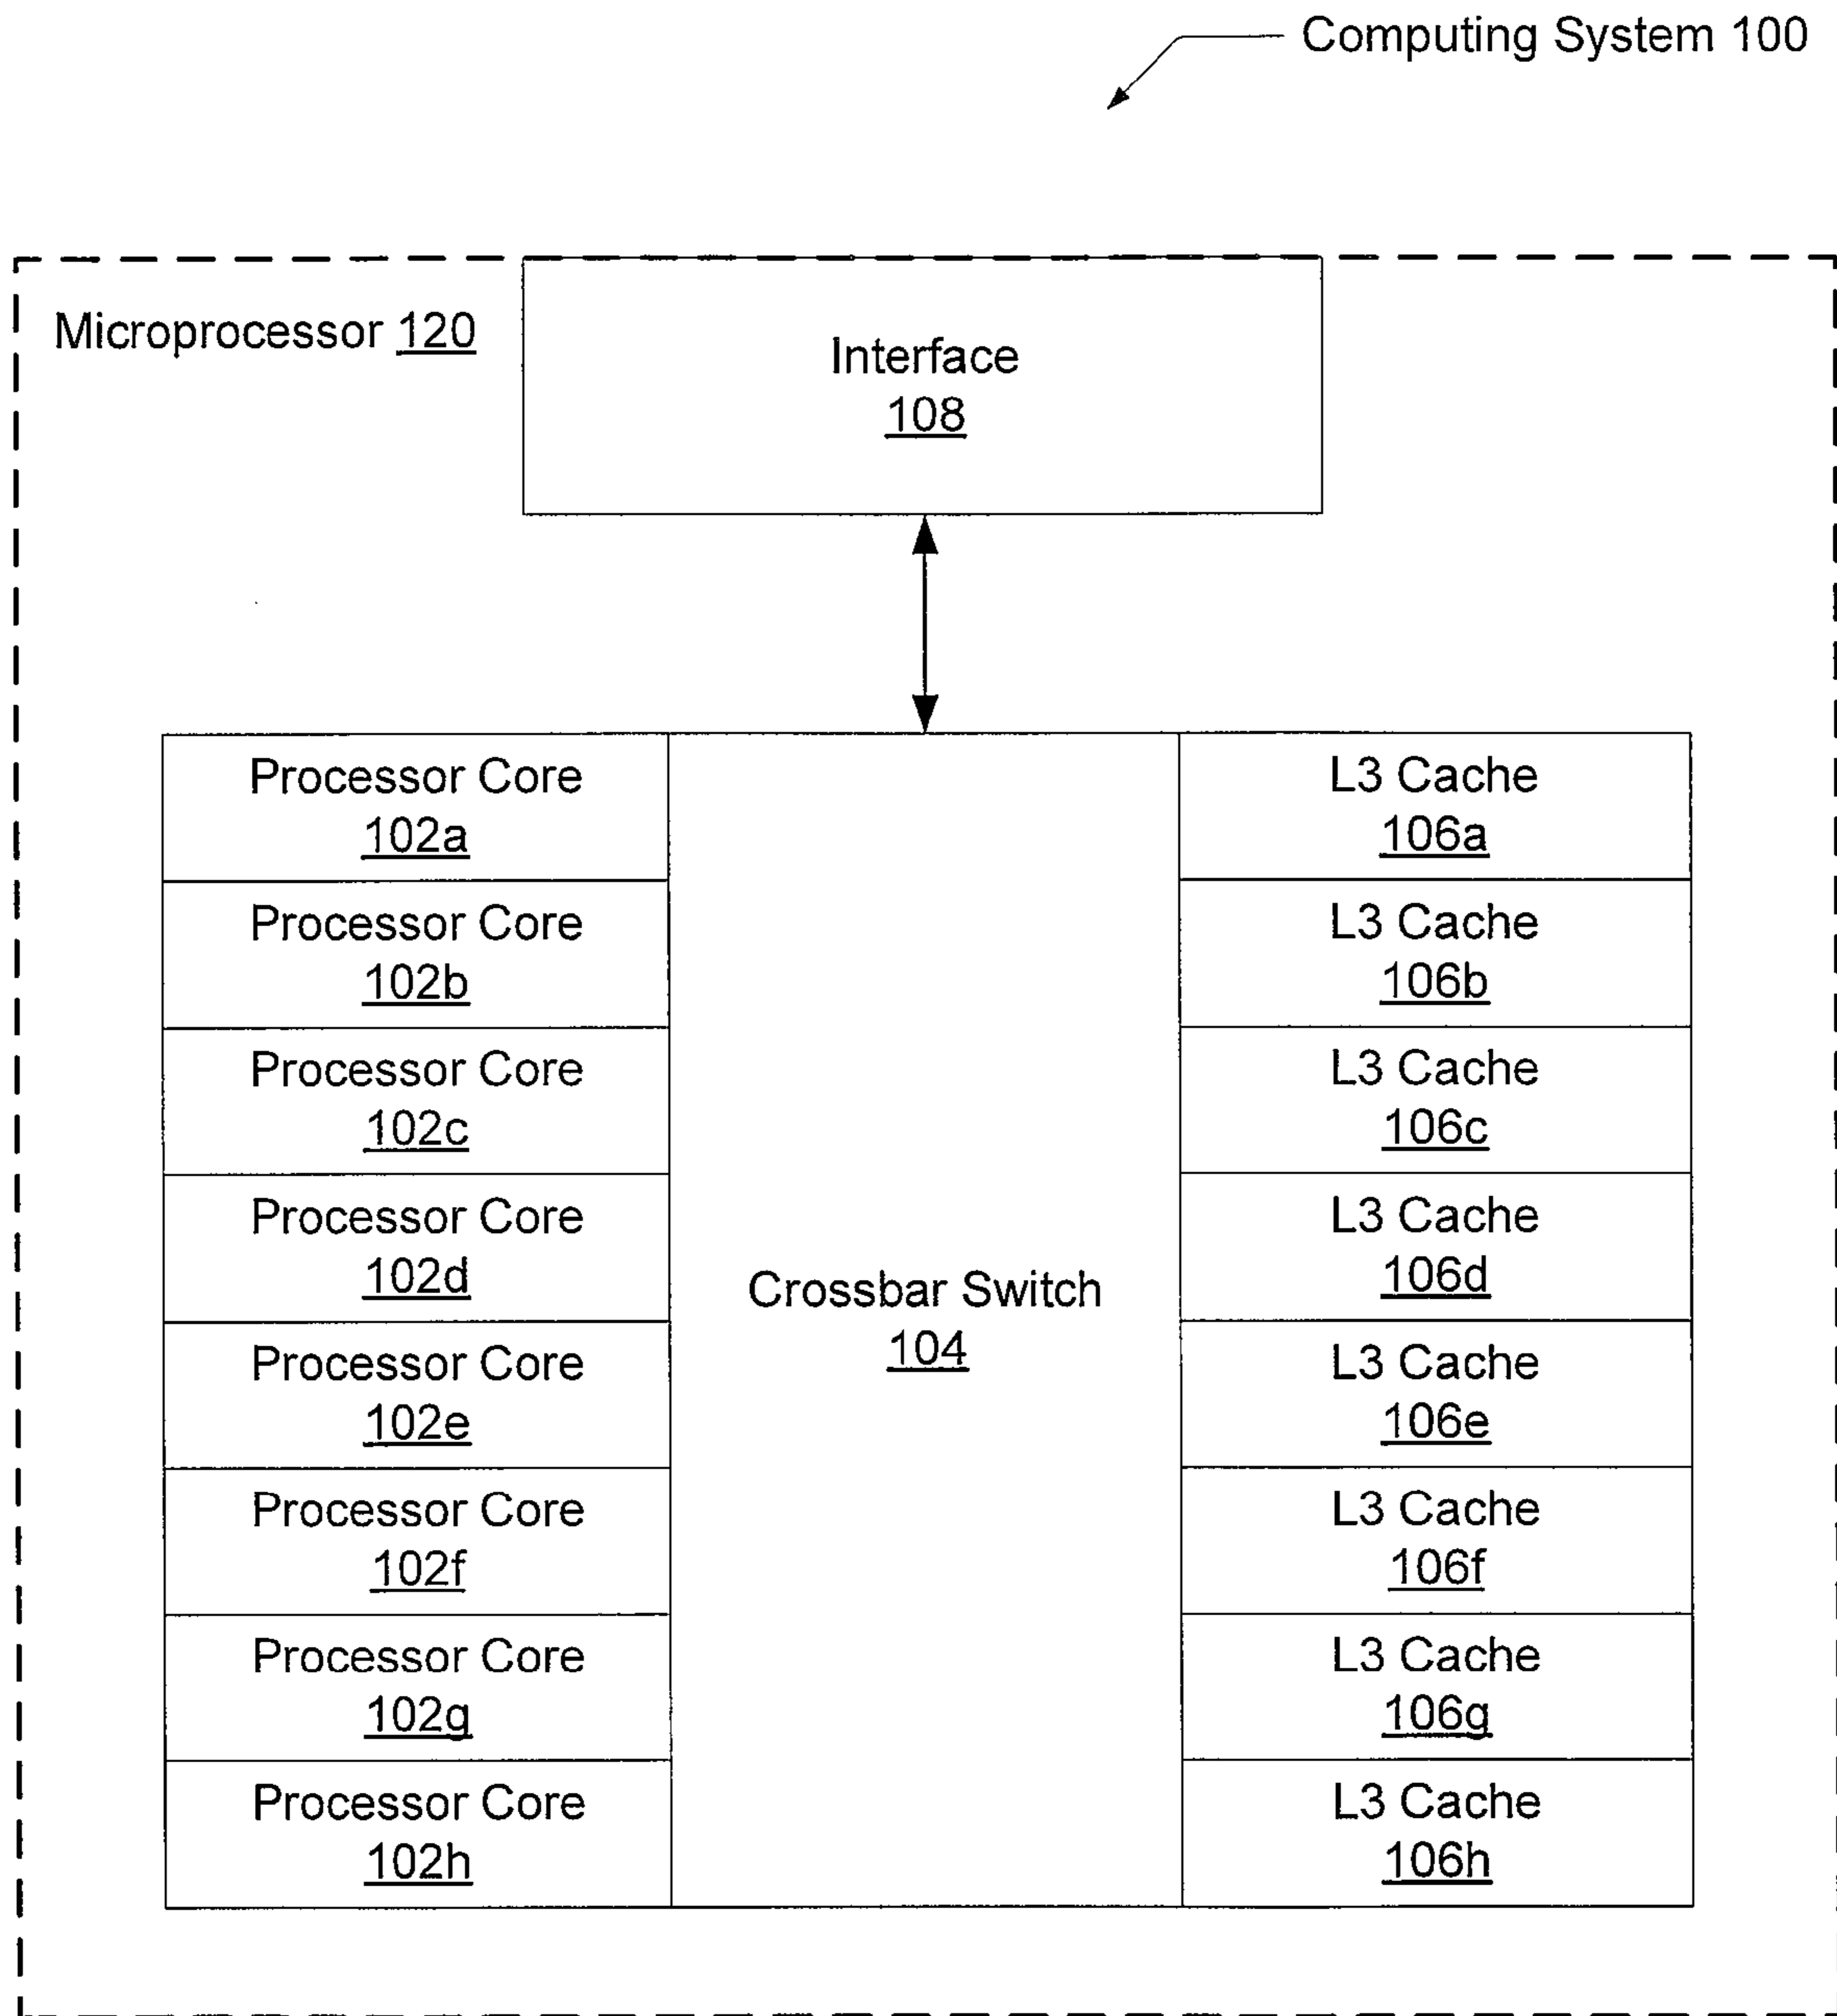 Computing System 100
Microprocessor 120
Interface
108
Processor Core
102a
Processor Core
102b
Processor Core
102c
Processor Core
102d
Processor Core
102e
Processor Core
102f
Processor Core
102g
Processor Core
102h
Crossbar Switch
104
L3 Cache
106a
L3 Cache
106b
L3 Cache
106c
L3 Cache
106d
L3 Cache
106e
L3 Cache
106f
L3 Cache
106g
L3 Cache
106h